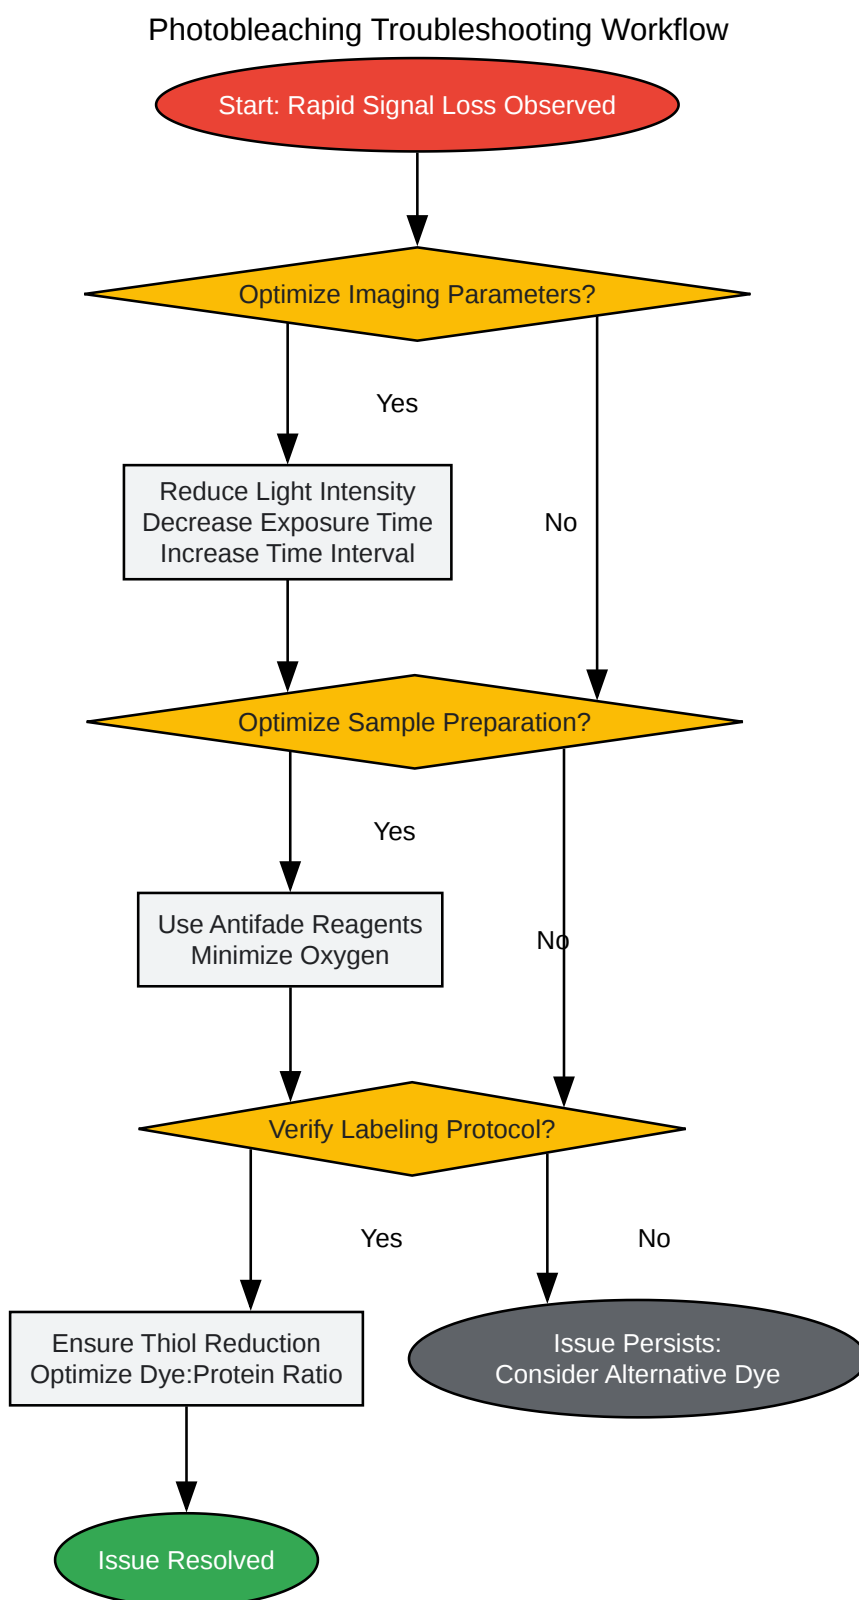 Photobleaching Troubleshooting Workflow
Start: Rapid Signal Loss Observed
Optimize Imaging Parameters?
Yes
Reduce Light Intensity
Decrease Exposure Time
Increase Time Interval
No
Optimize Sample Preparation?
Yes
Use Antifade Reagents
Minimize Oxygen
No
Verify Labeling Protocol?
Yes
No
Ensure Thiol Reduction
Optimize Dye:Protein Ratio
Issue Persists:
Consider Alternative Dye
Issue Resolved